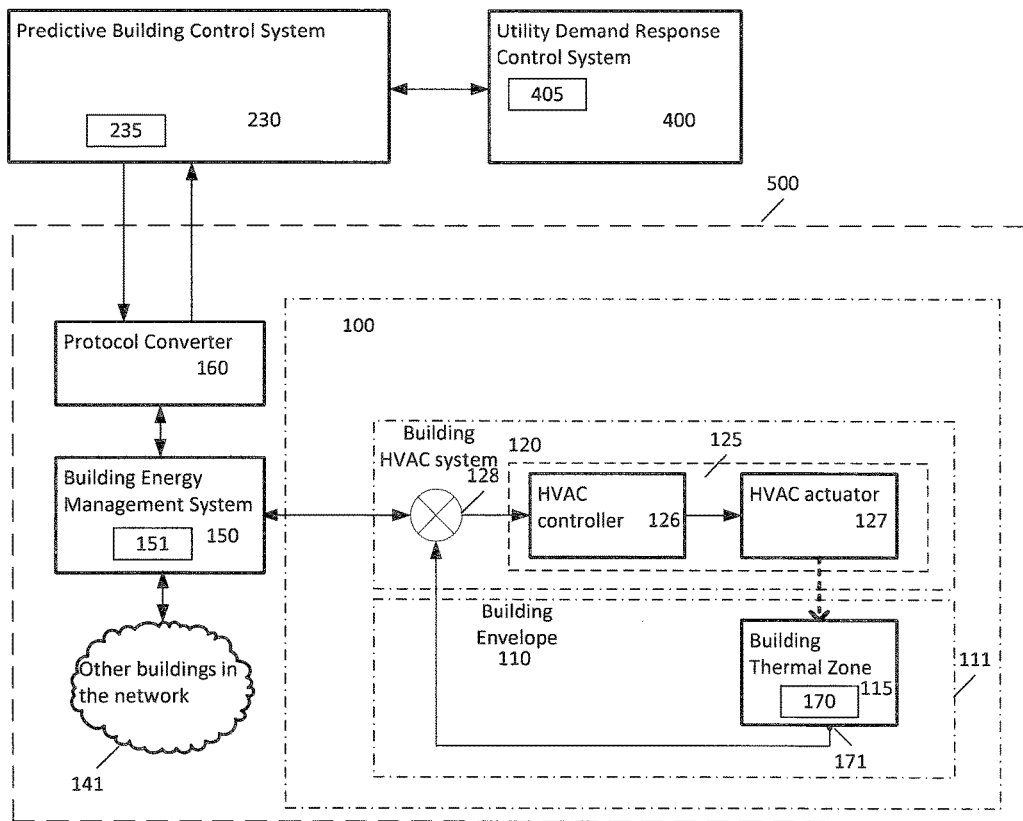 Predictive Building Control System
235
230
Utility Demand Response
Control System
405
400
500
Protocol Converter
160
100
Building Energy
Management System
151
150
Building
HVAC system
120
128
125
HVAC
controller
126
HVAC actuator
127
Other buildings in
the network
141
Building
Envelope
110
Building
Thermal Zone
115
170
111
171